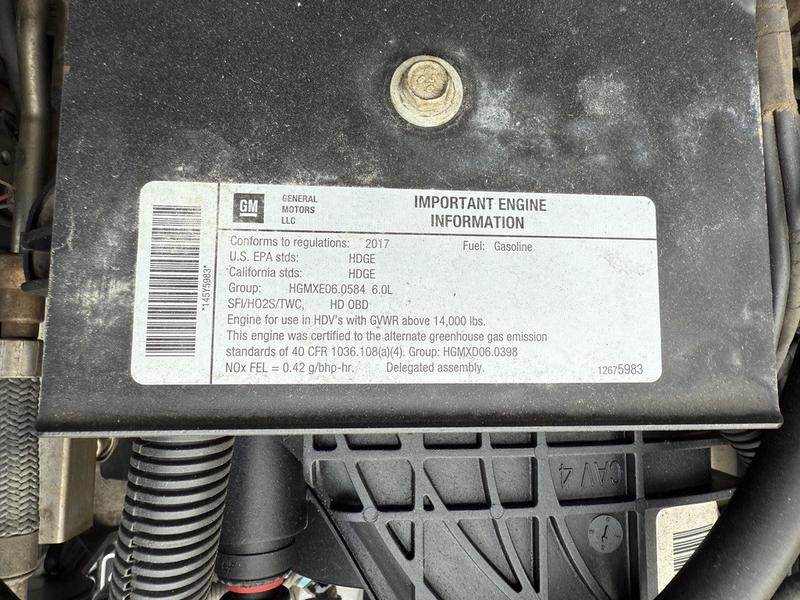 GM
GENERAL
MOTORS
LLC
IMPORTANT ENGINE
INFORMATION
Conforms to regulations: 2017 Fuel: Gasoline
U.S. EPA stds: HDGE
California stds: HDGE
Group: HGMXE06.0584 6.0L
SFI/HO2S/TWC, HD OBD
Engine for use in HDV's with GVWR above 14,000 lbs.
This engine was certified to the alternate greenhouse gas emission
standards of 40 CFR 1036.108(a)(4). Group: HGMXD06.0398
NOx FEL = 0.42 g/bhp-hr. Delegated assembly.
12675983
*145Y5983*
CAV 4